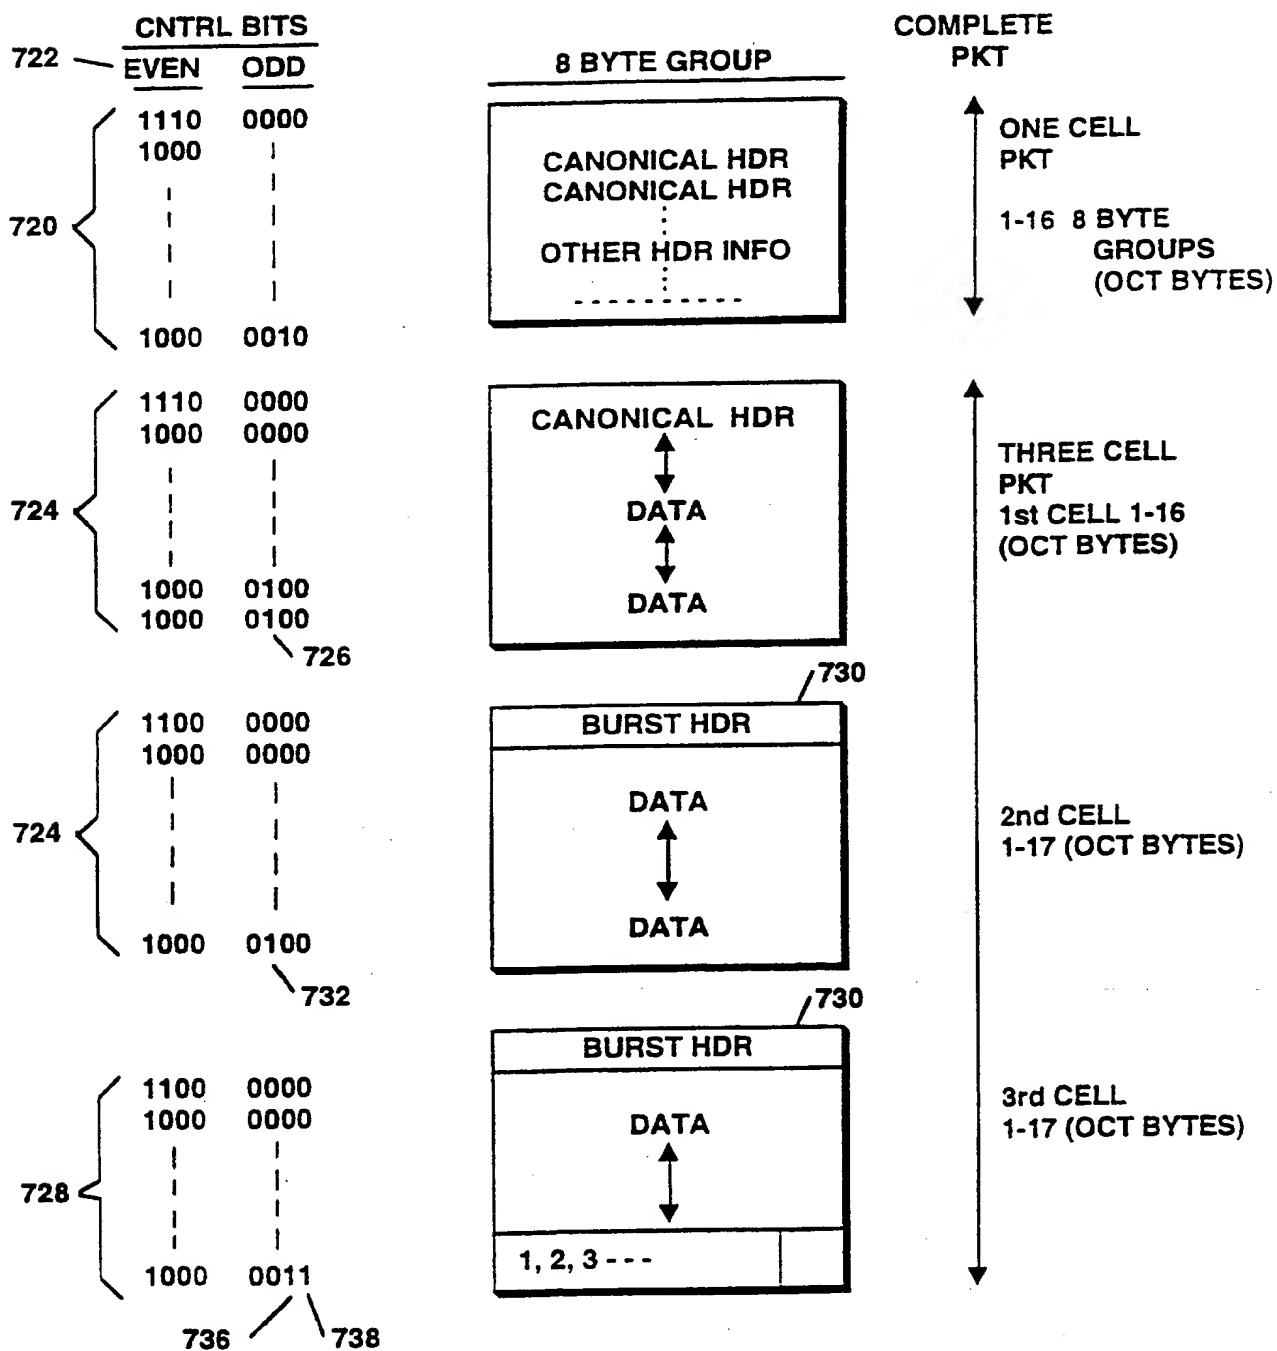 CNTRL BITS
722 EVEN ODD
8 BYTE GROUP
COMPLETE
PKT
1110 0000
1000
720
1000 0010
CANONICAL HDR
CANONICAL HDR
OTHER HDR INFO
ONE CELL
PKT
1-16 8 BYTE
GROUPS
(OCT BYTES)
1110 0000
1000 0000
724
1000 0100
1000 0100
726
CANONICAL HDR
DATA
DATA
THREE CELL
PKT
1st CELL 1-16
(OCT BYTES)
730
1100 0000
1000 0000
724
1000 0100
732
BURST HDR
DATA
DATA
2nd CELL
1-17 (OCT BYTES)
730
1100 0000
1000 0000
728
1000 0011
736 738
BURST HDR
DATA
1, 2, 3 - - -
3rd CELL
1-17 (OCT BYTES)